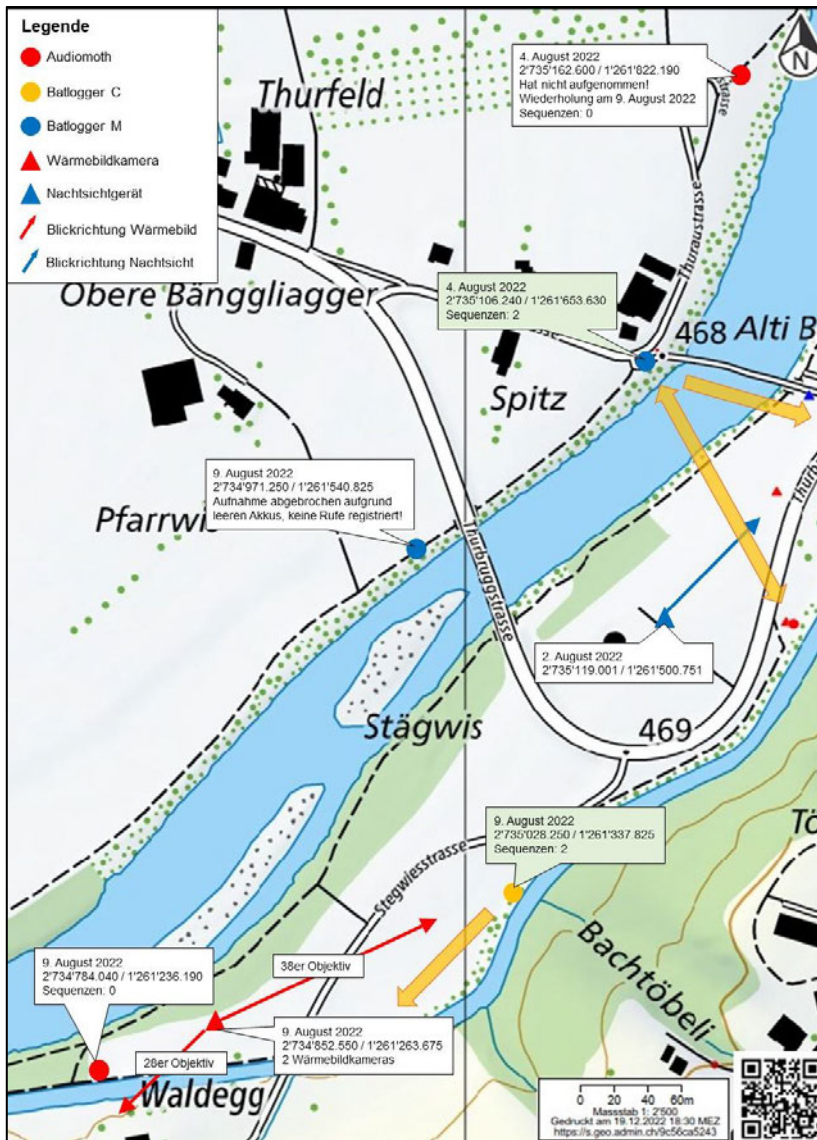 Legende
Audiomoth
Batlogger C
Batlogger M
Wärmebildkamera
Nachtsichtgerät
Blickrichtung Wärmebild
Blickrichtung Nachtsicht
4. August 2022
2'735'162.600 / 1'261'822.190
Hat nicht aufgenommen!
Wiederholung am 9. August 2022
Sequenzen: 0
N
Thurfeld
Thuraustrasse
strasse
4. August 2022
2'735'106.240 / 1'261'653.630
Sequenzen: 2
Obere Bänggliagger
468
Alti B
Spitz
9. August 2022
2'734'971.250 / 1'261'540.825
Aufnahme abgebrochen aufgrund
leeren Akkus, keine Rufe registriert!
Pfarrwis
Thurbruggstrasse
Thurb
2. August 2022
2'735'119.001 / 1'261'500.751
Stägwis
469
9. August 2022
2'735'028.250 / 1'261'337.825
Sequenzen: 2
Stegwiesstrasse
Tö
Bachtöbeli
9. August 2022
2'734'784.040 / 1'261'236.190
Sequenzen: 0
38er Objektiv
9. August 2022
2'734'852.550 / 1'261'263.675
2 Wärmebildkameras
28er Objektiv
Waldegg
0 20 40 60m
Massstab 1: 2'500
Gedruckt am 19.12.2022 18:30 MEZ
https://s.geo.admin.ch/9c56ca5243